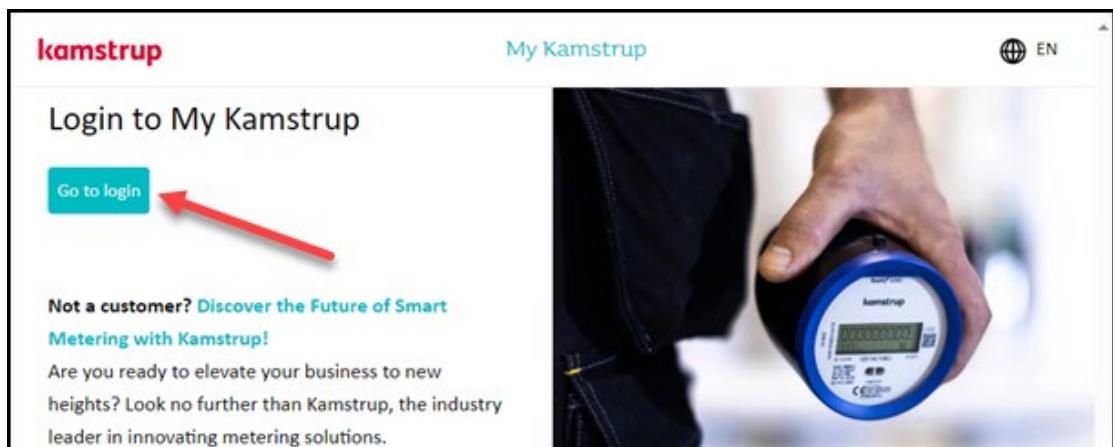 kamstrup
My Kamstrup
EN
Login to My Kamstrup
Go to login
Not a customer? Discover the Future of Smart
Metering with Kamstrup!
Are you ready to elevate your business to new
heights? Look no further than Kamstrup, the industry
leader in innovating metering solutions.
kamstrup